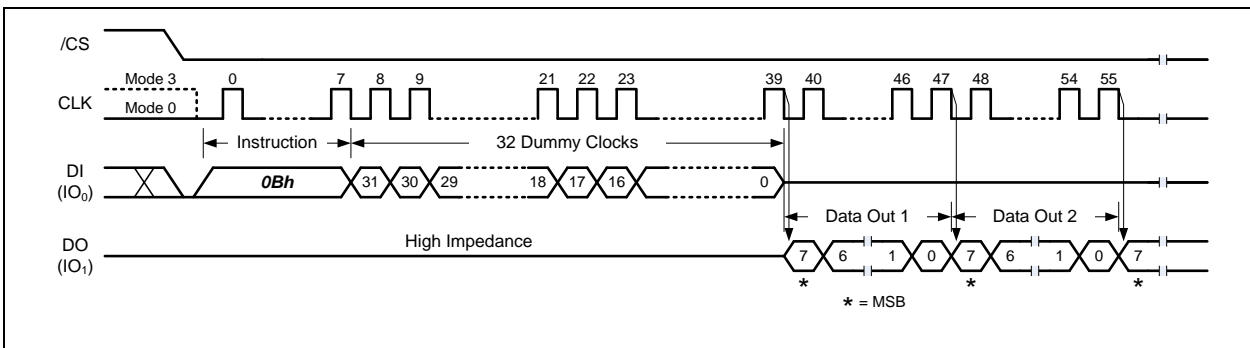 /CS
Mode 3 0 7 8 9 21 22 23 39 40 46 47 48 54 55
CLK Mode 0
Instruction 32 Dummy Clocks
DI
(IO₀)
0Bh 31 30 29 18 17 16 0
Data Out 1 Data Out 2
DO
(IO₁)
High Impedance
7 6 1 0 7 6 1 0 7
* * *
* = MSB